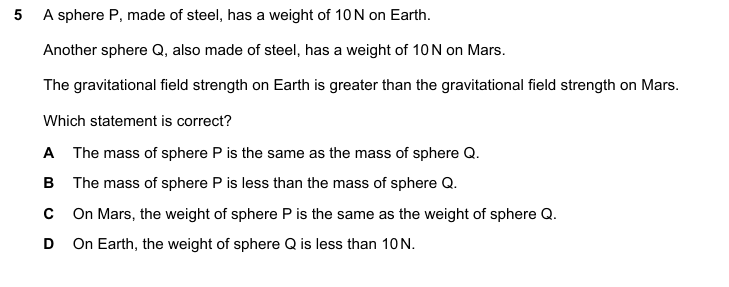 5 A sphere P, made of steel, has a weight of 10 N on Earth.
Another sphere Q, also made of steel, has a weight of 10 N on Mars.
The gravitational field strength on Earth is greater than the gravitational field strength on Mars.
Which statement is correct?
A The mass of sphere P is the same as the mass of sphere Q.
B The mass of sphere P is less than the mass of sphere Q.
C On Mars, the weight of sphere P is the same as the weight of sphere Q.
D On Earth, the weight of sphere Q is less than 10 N.